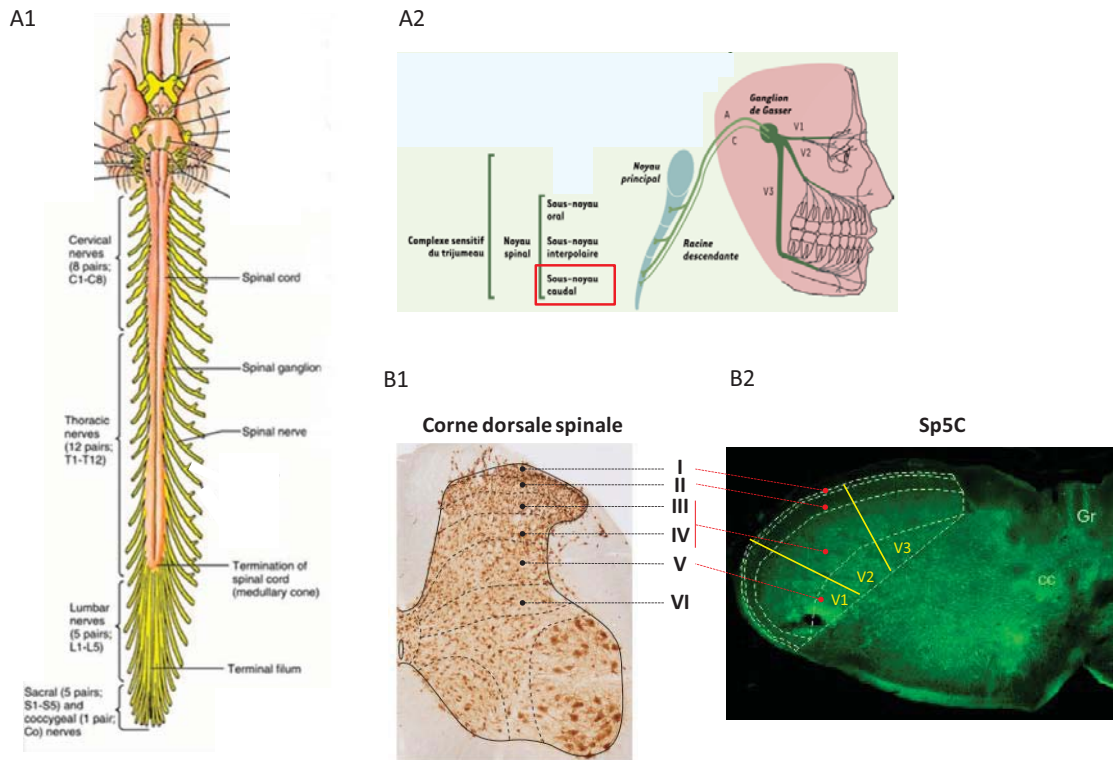 A1
Cervical
nerves
(8 pairs;
C1-C8)
Spinal cord
Spinal ganglion
Thoracic
nerves
(12 pairs;
T1-T12)
Spinal nerve
Termination of
spinal cord
(medullary cone)
Lumbar
nerves
(5 pairs;
L1-L5)
Terminal filum
Sacral (5 pairs;
S1-S5) and
coccygeal (1 pair;
Co) nerves
A2
Ganglion
de Gasser
A
C
V1
V2
V3
Noyau
principal
Complexe sensitif
du trijumeau
Noyau
spinal
Sous-noyau
oral
Sous-noyau
interpolaire
Sous-noyau
caudal
Racine
descendante
B1
Corne dorsale spinale
I
II
III
IV
V
VI
B2
Sp5C
Gr
cc
V3
V2
V1